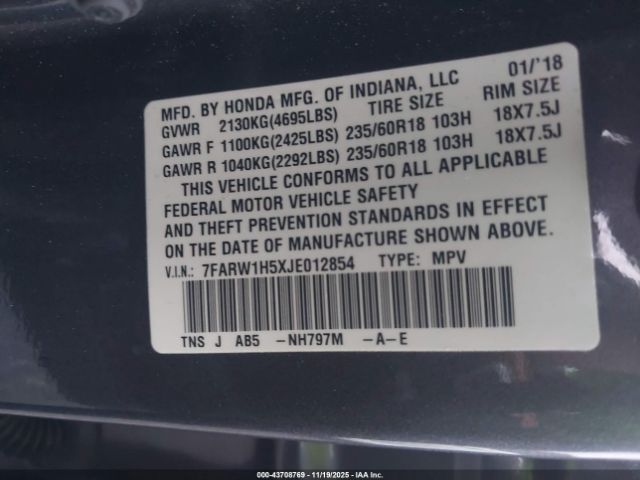 MFD. BY HONDA MFG. OF INDIANA, LLC 01/'18
GVWR 2130KG(4695LBS) TIRE SIZE RIM SIZE
GAWR F 1100KG(2425LBS) 235/60R18 103H 18X7.5J
GAWR R 1040KG(2292LBS) 235/60R18 103H 18X7.5J
THIS VEHICLE CONFORMS TO ALL APPLICABLE
FEDERAL MOTOR VEHICLE SAFETY
AND THEFT PREVENTION STANDARDS IN EFFECT
ON THE DATE OF MANUFACTURE SHOWN ABOVE.
V.I.N.: 7FARW1H5XJE012854 TYPE: MPV
TNS J AB5 -NH797M -A-E
000-43708769 - 11/19/2025 - IAA Inc.